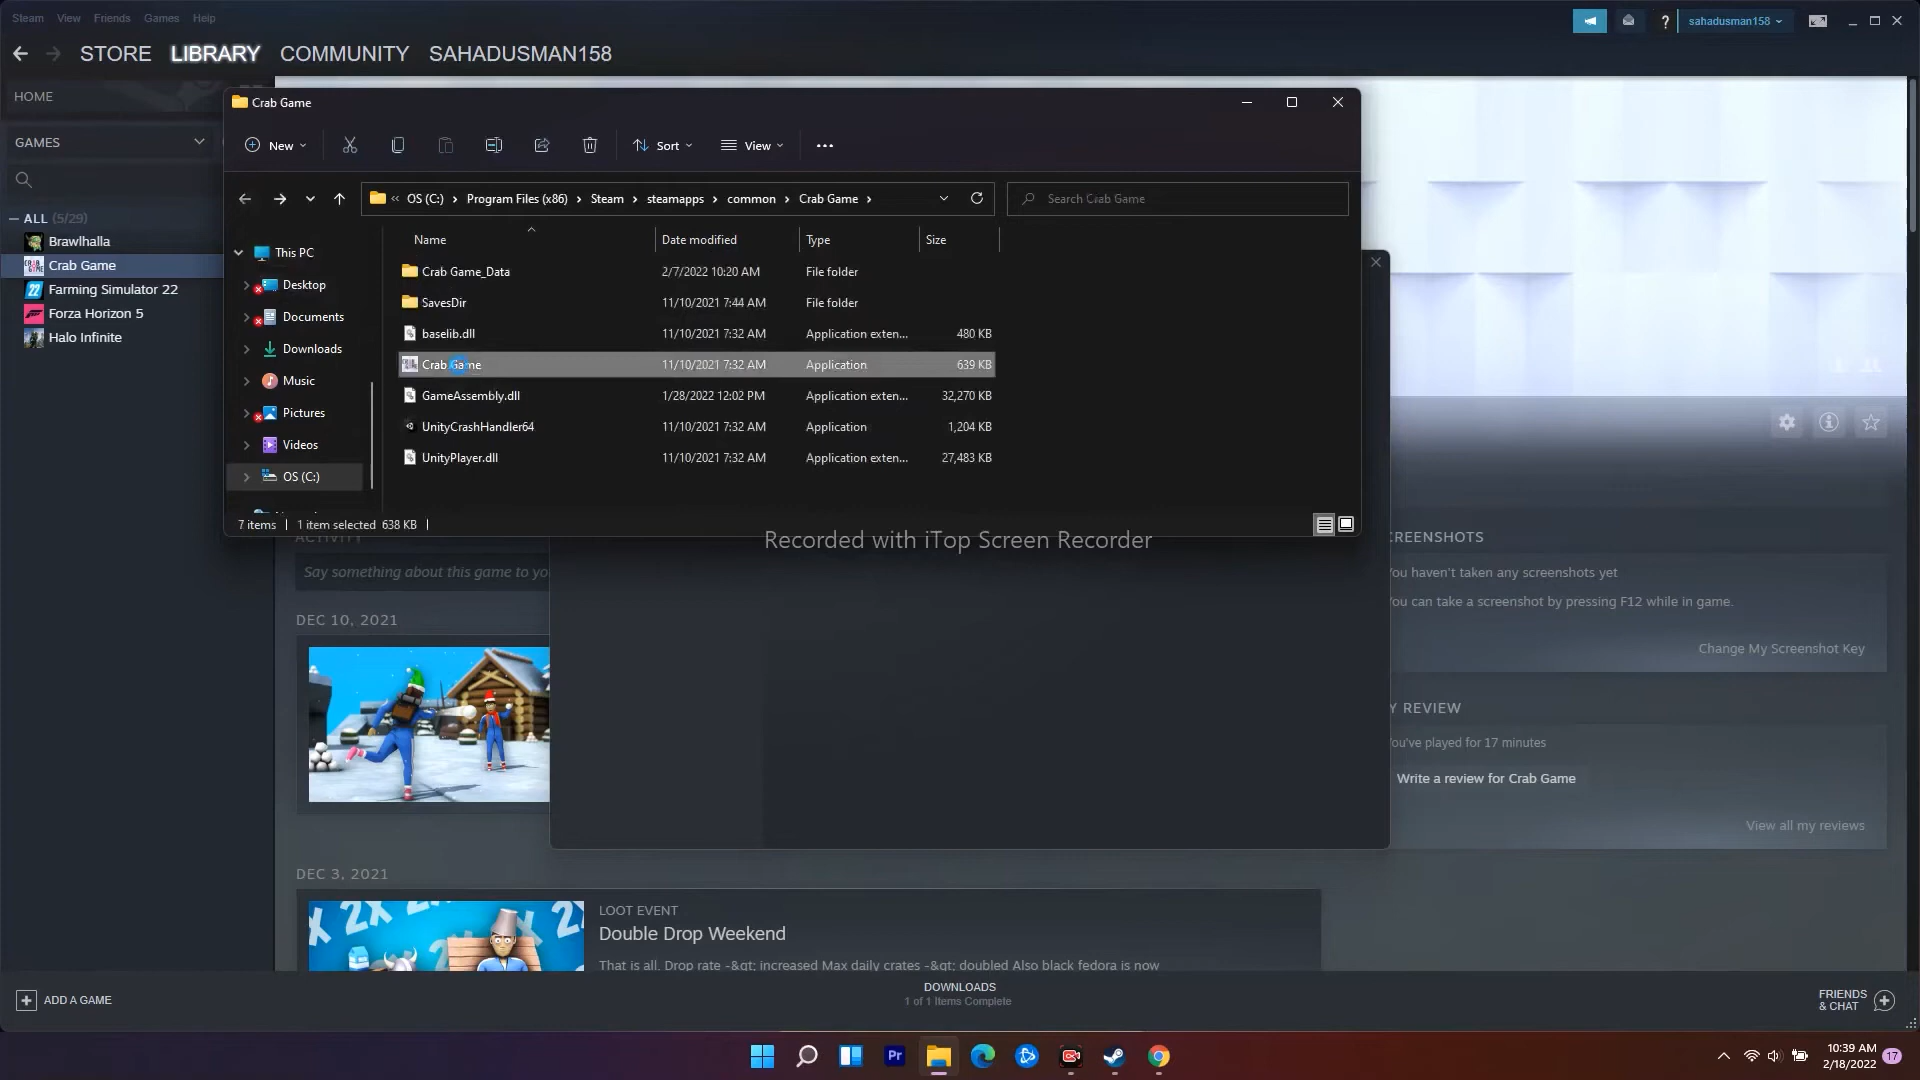 Steam View Friends Games Help
sahadusman158
STORE LIBRARY COMMUNITY SAHADUSMAN158
HOME
GAMES
ALL (5/29)
Brawlhalla
Crab Game
Farming Simulator 22
Forza Horizon 5
Halo Infinite
Crab Game
New Sort View
OS (C:) Program Files (x86) Steam steamapps common Crab Game
Search Crab Game
This PC
Desktop
Documents
Downloads
Music
Pictures
Videos
OS (C:)
Name Date modified Type Size
Crab Game_Data 2/7/2022 10:20 AM File folder
SavesDir 11/10/2021 7:44 AM File folder
baselib.dll 11/10/2021 7:32 AM Application exten... 480 KB
Crab Game 11/10/2021 7:32 AM Application 639 KB
GameAssembly.dll 1/28/2022 12:02 PM Application exten... 32,270 KB
UnityCrashHandler64 11/10/2021 7:32 AM Application 1,204 KB
UnityPlayer.dll 11/10/2021 7:32 AM Application exten... 27,483 KB
7 items 1 item selected 638 KB
Recorded with iTop Screen Recorder
ACTIVITY
Say something about this game to yo
DEC 10, 2021
CREENSHOTS
You haven't taken any screenshots yet
You can take a screenshot by pressing F12 while in game.
Change My Screenshot Key
Y REVIEW
You've played for 17 minutes
Write a review for Crab Game
View all my reviews
DEC 3, 2021
2X 2X 2X
LOOT EVENT
Double Drop Weekend
That is all. Drop rate -&gt; increased Max daily crates -&gt; doubled Also black fedora is now
ADD A GAME
DOWNLOADS
1 of 1 Items Complete
FRIENDS
& CHAT
Pr
10:39 AM
2/18/2022
17